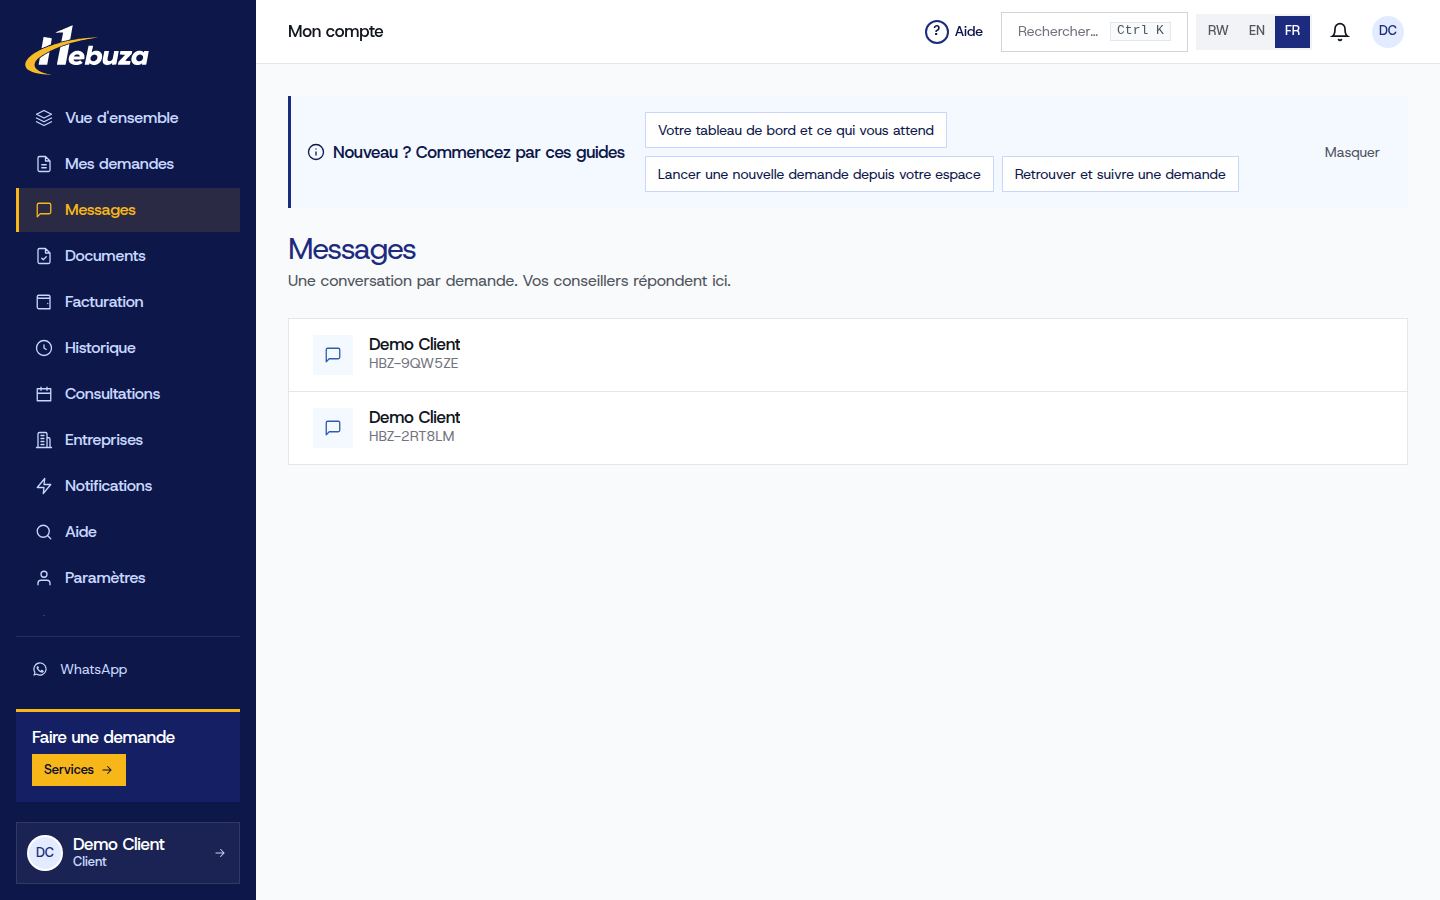 Hebuza
Vue d'ensemble
Mes demandes
Messages
Documents
Facturation
Historique
Consultations
Entreprises
Notifications
Aide
Paramètres
WhatsApp
Faire une demande
Services
DC
Demo Client
Client
Mon compte
? Aide
Rechercher… Ctrl K
RW EN FR
DC
Nouveau ? Commencez par ces guides
Votre tableau de bord et ce qui vous attend
Lancer une nouvelle demande depuis votre espace
Retrouver et suivre une demande
Masquer
Messages
Une conversation par demande. Vos conseillers répondent ici.
Demo Client
HBZ-9QW5ZE
Demo Client
HBZ-2RT8LM